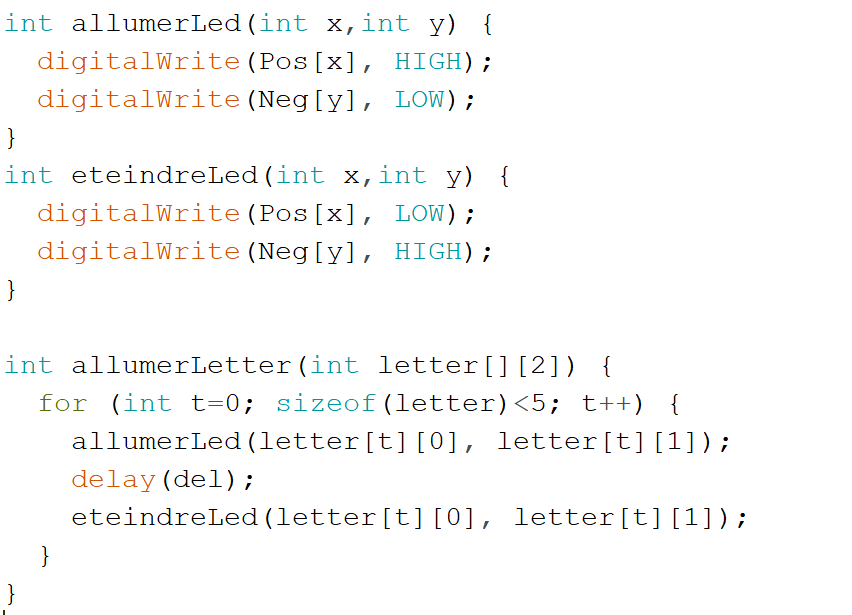 int allumerLed(int x,int y) {
  digitalWrite(Pos[x], HIGH);
  digitalWrite(Neg[y], LOW);
}
int eteindreLed(int x,int y) {
  digitalWrite(Pos[x], LOW);
  digitalWrite(Neg[y], HIGH);
}

int allumerLetter(int letter[][2]) {
  for (int t=0; sizeof(letter)<5; t++) {
    allumerLed(letter[t][0], letter[t][1]);
    delay(del);
    eteindreLed(letter[t][0], letter[t][1]);
  }
}